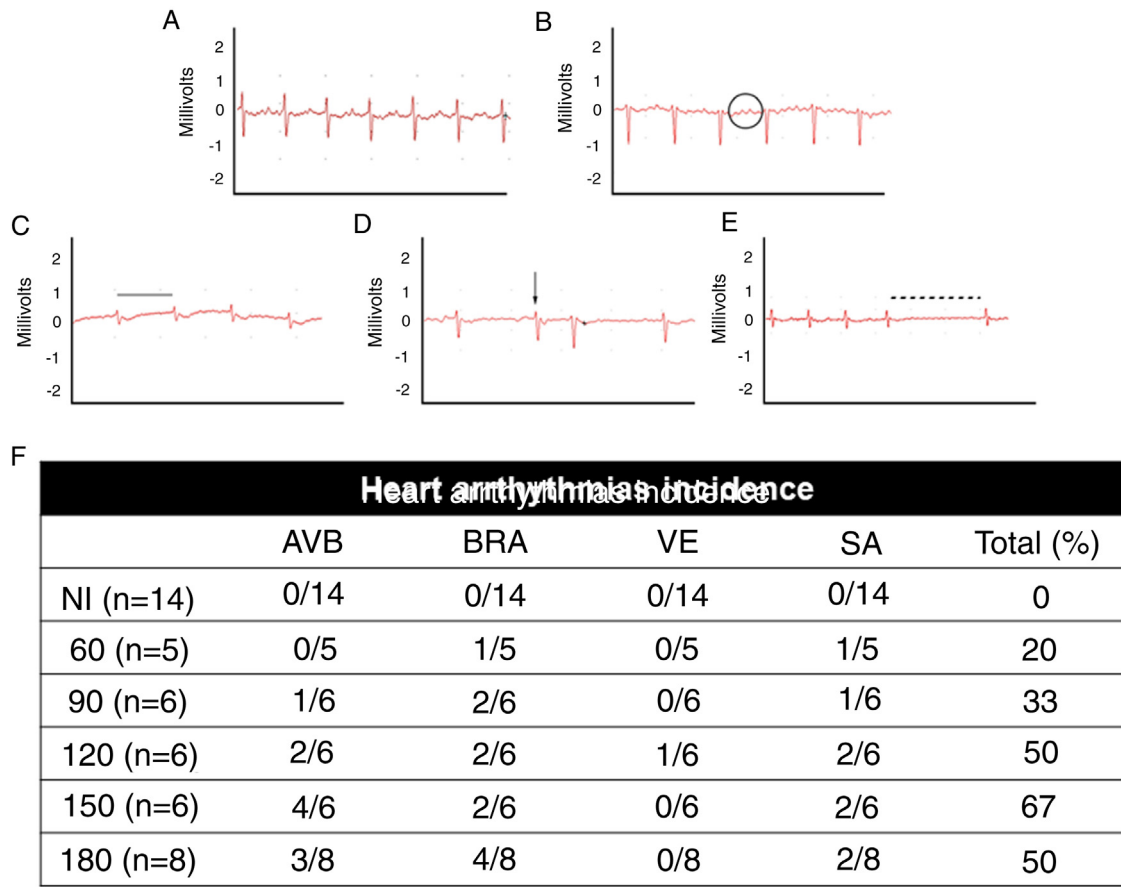 A
B
2
1
0
-1
-2
Millivolts
2
1
0
-1
-2
Millivolts
C
D
E
2
1
0
-1
-2
Millivolts
2
1
0
-1
-2
Millivolts
2
1
0
-1
-2
Millivolts
F
Heart arrhythmias incidence
AVB BRA VE SA Total (%)
NI (n=14) 0/14 0/14 0/14 0/14 0
60 (n=5) 0/5 1/5 0/5 1/5 20
90 (n=6) 1/6 2/6 0/6 1/6 33
120 (n=6) 2/6 2/6 1/6 2/6 50
150 (n=6) 4/6 2/6 0/6 2/6 67
180 (n=8) 3/8 4/8 0/8 2/8 50